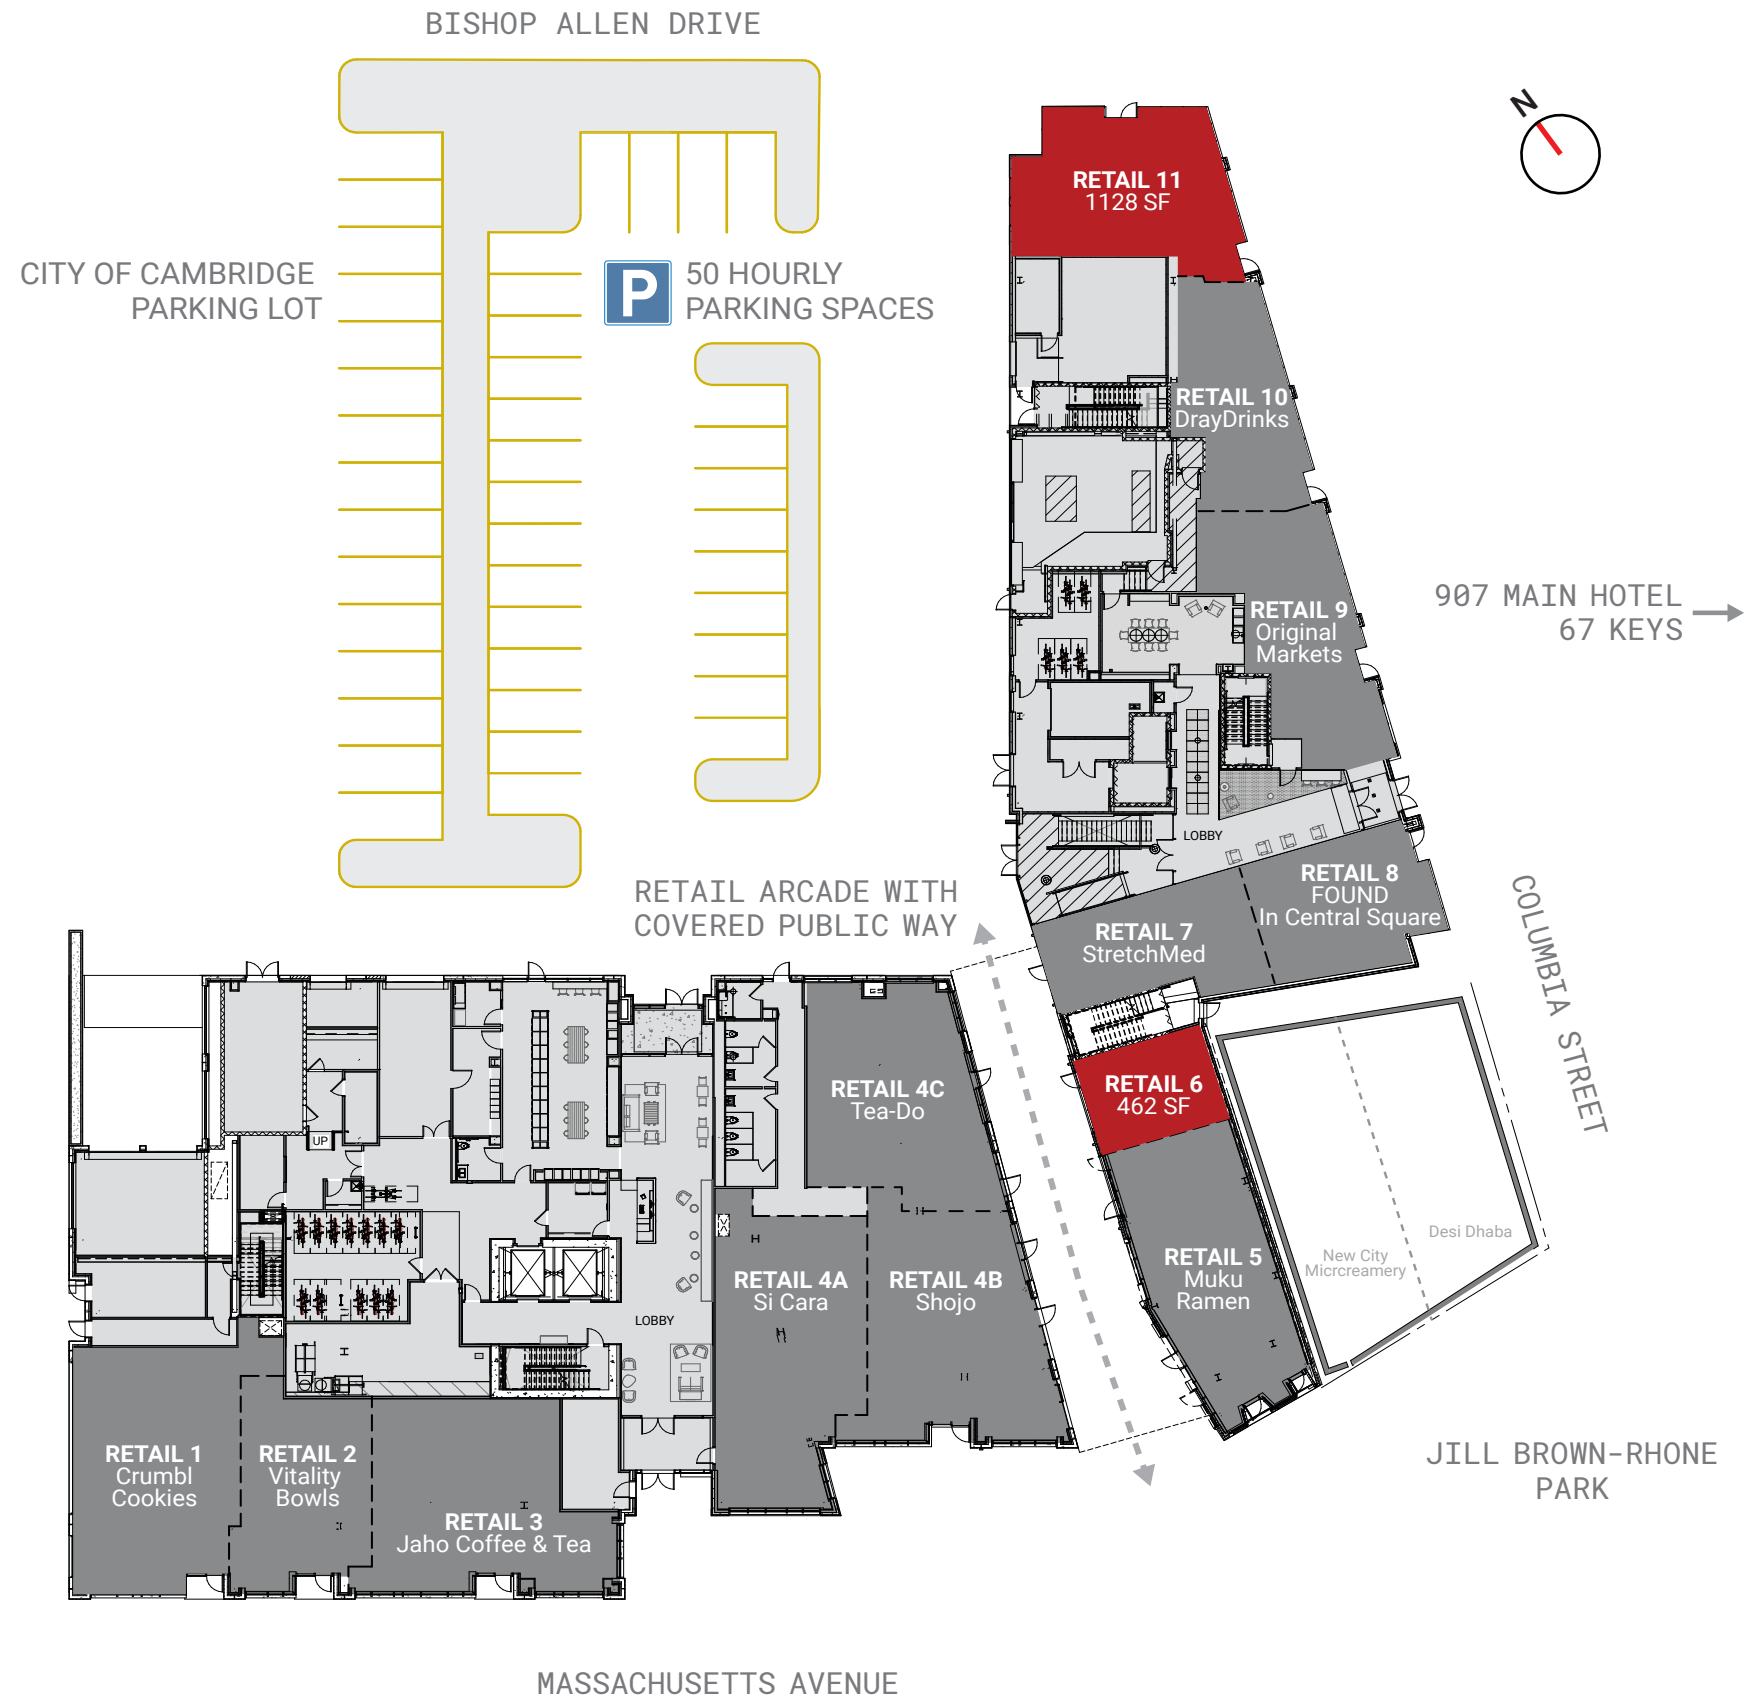 BISHOP ALLEN DRIVE
N
RETAIL 11
1128 SF
CITY OF CAMBRIDGE
PARKING LOT
P
50 HOURLY
PARKING SPACES
RETAIL 10
DrayDrinks
907 MAIN HOTEL
67 KEYS
RETAIL 9
Original
Markets
LOBBY
RETAIL 8
FOUND
In Central Square
RETAIL ARCADE WITH
COVERED PUBLIC WAY
RETAIL 7
StretchMed
COLUMBIA STREET
RETAIL 6
462 SF
RETAIL 4C
Tea-Do
UP
Desi Dhaba
New City
Micrcreamery
RETAIL 5
Muku
Ramen
RETAIL 4A
Si Cara
RETAIL 4B
Shojo
LOBBY
RETAIL 1
Crumbl
Cookies
RETAIL 2
Vitality
Bowls
RETAIL 3
Jaho Coffee & Tea
JILL BROWN-RHONE
PARK
MASSACHUSETTS AVENUE